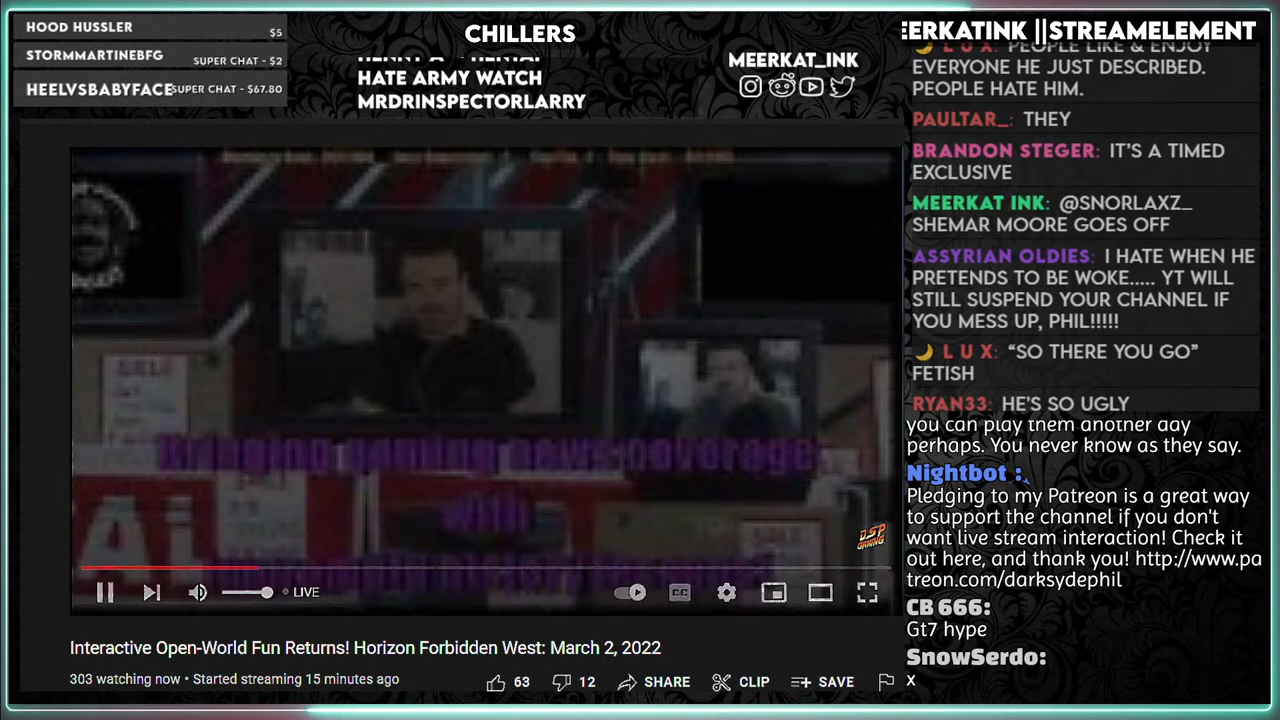 HOOD HUSSLER $5
STORMMARTINEBFG SUPER CHAT - $2
HEELVSBABYFACE SUPER CHAT - $67.80
CHILLERS
HATE ARMY WATCH
MRDRINSPECTORLARRY
MEERKAT_INK
ERKATINK ||STREAMELEMENT
L U X: PEOPLE LIKE & ENJOY
EVERYONE HE JUST DESCRIBED.
PEOPLE HATE HIM.
PAULTAR_: THEY
BRANDON STEGER: IT'S A TIMED
EXCLUSIVE
MEERKAT INK: @SNORLAXZ_
SHEMAR MOORE GOES OFF
ASSYRIAN OLDIES: I HATE WHEN HE
PRETENDS TO BE WOKE..... YT WILL
STILL SUSPEND YOUR CHANNEL IF
YOU MESS UP, PHIL!!!!!
L U X: “SO THERE YOU GO”
FETISH
RYAN33: HE'S SO UGLY
you can play them another day
perhaps. You never know as they say.
Nightbot :
Pledging to my Patreon is a great way
to support the channel if you don't
want live stream interaction! Check it
out here, and thank you! http://www.pa
treon.com/darksydephil
CB 666:
Gt7 hype
SnowSerdo:
X
DSP
GAMING
LIVE
CC
Interactive Open-World Fun Returns! Horizon Forbidden West: March 2, 2022
303 watching now • Started streaming 15 minutes ago
63 12 SHARE CLIP SAVE